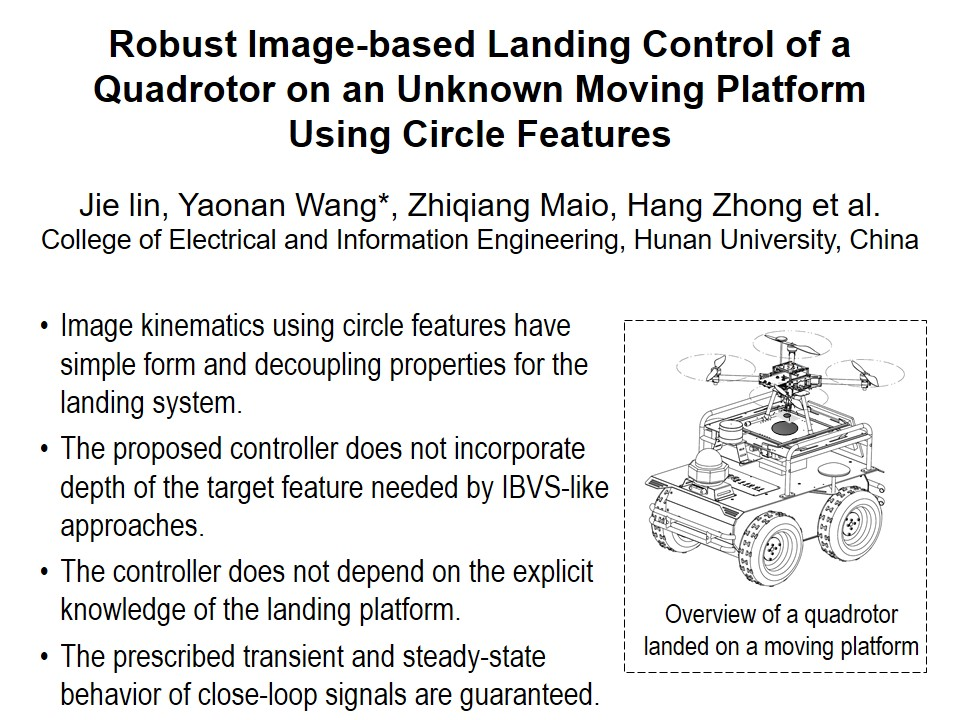 Robust Image-based Landing Control of a
Quadrotor on an Unknown Moving Platform
Using Circle Features
Jie lin, Yaonan Wang*, Zhiqiang Maio, Hang Zhong et al.
College of Electrical and Information Engineering, Hunan University, China
• Image kinematics using circle features have
simple form and decoupling properties for the
landing system.
• The proposed controller does not incorporate
depth of the target feature needed by IBVS-like
approaches.
• The controller does not depend on the explicit
knowledge of the landing platform.
• The prescribed transient and steady-state
behavior of close-loop signals are guaranteed.
Overview of a quadrotor
landed on a moving platform